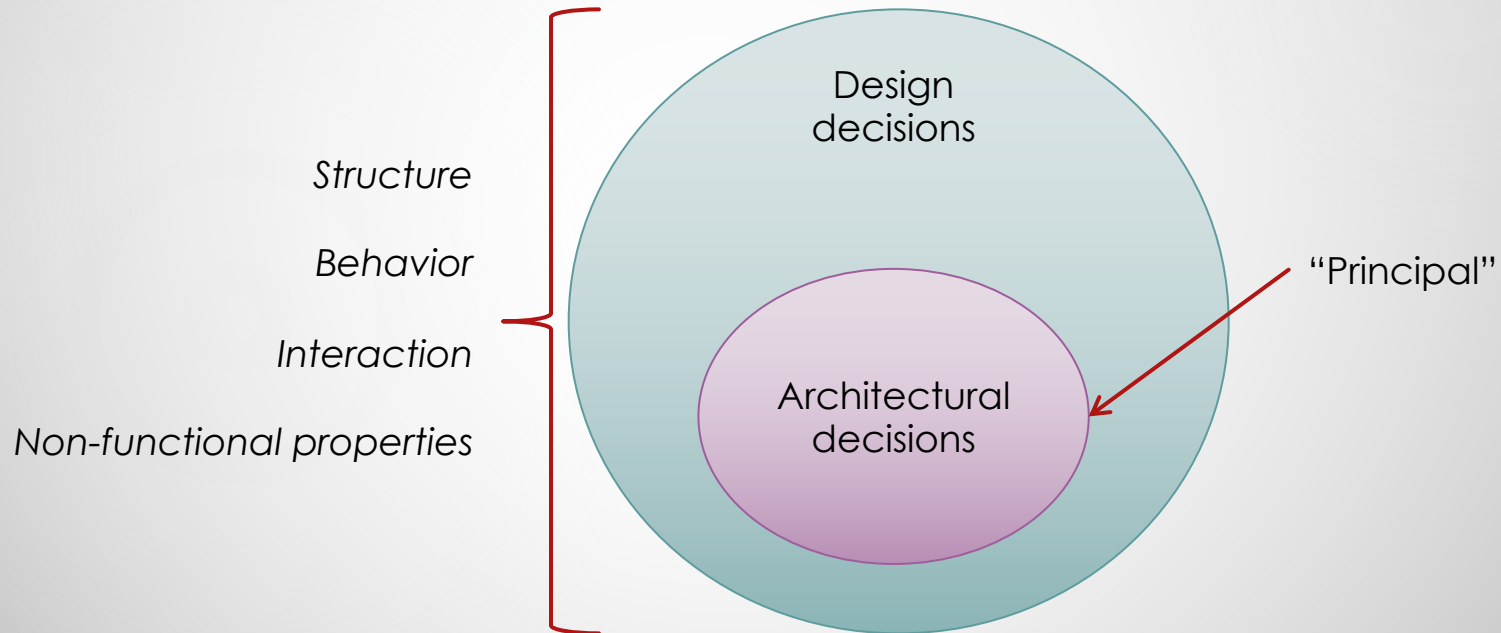 Design
decisions
Structure
Behavior
Interaction
Non-functional properties
“Principal”
Architectural
decisions